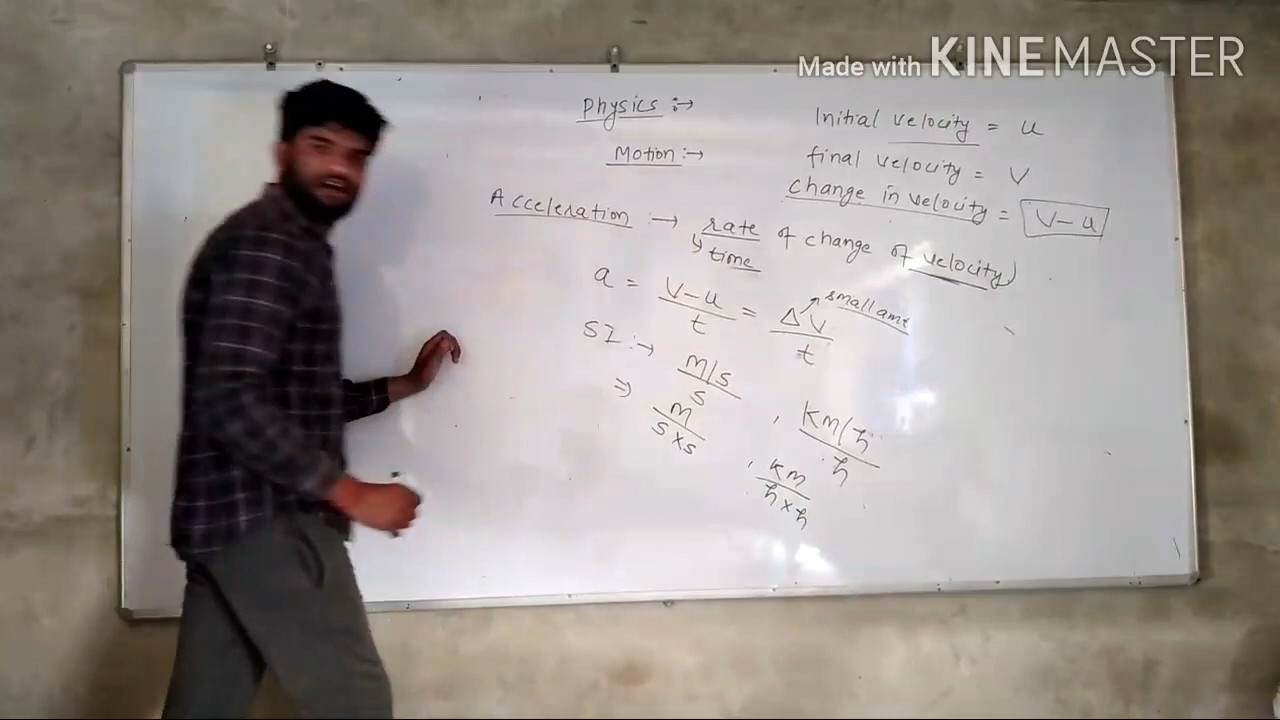 Made with KINEMASTER
Physics :→
Motion :→
Initial velocity = u
final velocity = V
change in velocity = V-u
Acceleration → rate of change of velocity)
↳ time
a = V-u/t = ΔV/t
small amt
SI :→ m/s/s , Km/h/h
⇒ m/s×s , Km/h×h